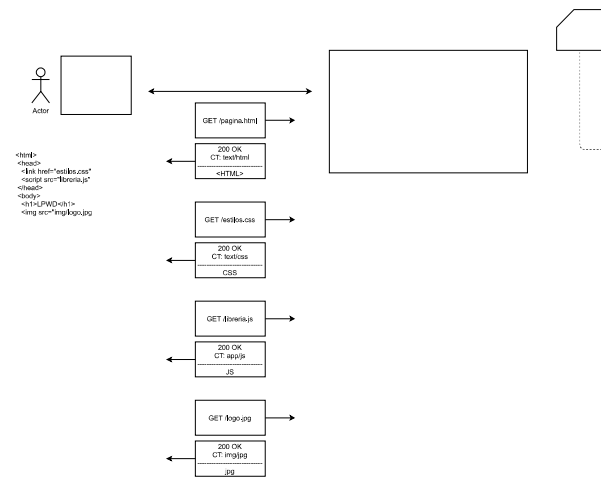 Actor
<html>
<head>
<link href="estilos.css"
<script src="libreria.js"
</head>
<body>
<h1>LPWD</h1>
<img src="img/logo.jpg
GET /pagina.html
200 OK
CT: text/html
--------------------------
<HTML>
GET /estilos.css
200 OK
CT: text/css
--------------------------
CSS
GET /libreria.js
200 OK
CT: app/js
--------------------------
JS
GET /logo.jpg
200 OK
CT: img/jpg
--------------------------
jpg